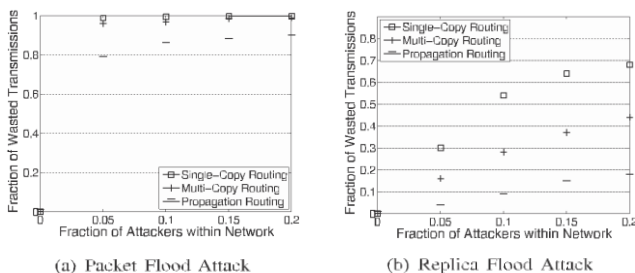 Fraction of Wasted Transmissions
1
0.8
0.6
0.4
0.2
0
0
0.05
0.1
0.15
0.2
Single-Copy Routing
Multi-Copy Routing
Propagation Routing
Fraction of Attackers within Network
(a) Packet Flood Attack
Fraction of Wasted Transmissions
0.9
0.8
0.7
0.6
0.5
0.4
0.3
0.2
0.1
0
0
0.05
0.1
0.15
0.2
Single-Copy Routing
Multi-Copy Routing
Propagation Routing
Fraction of Attackers within Network
(b) Replica Flood Attack